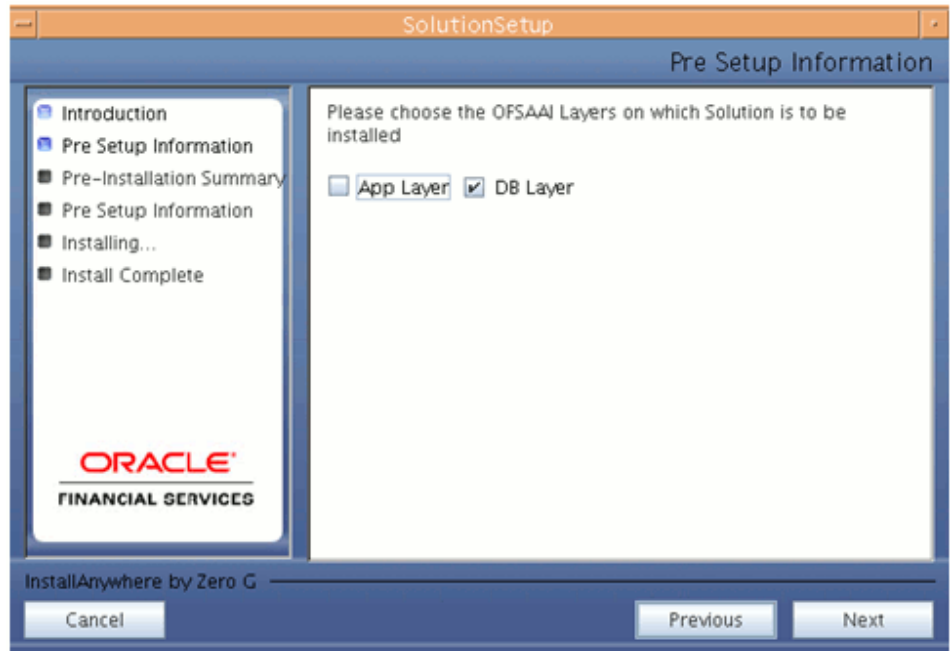 SolutionSetup
Pre Setup Information
Introduction
Pre Setup Information
Pre-Installation Summary
Pre Setup Information
Installing...
Install Complete
ORACLE
FINANCIAL SERVICES
Please choose the OFSAAI Layers on which Solution is to be
installed
App Layer DB Layer
InstallAnywhere by Zero G
Cancel Previous Next